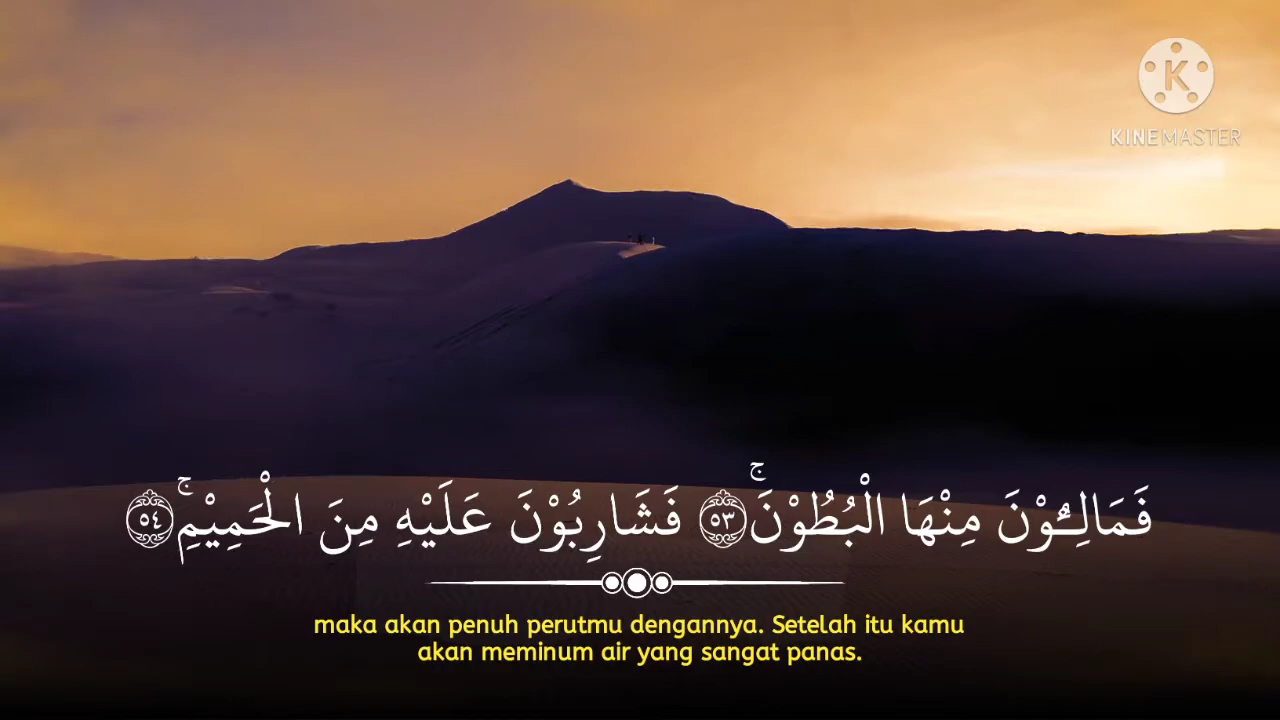 K
KINEMASTER
فَمَالِـُٔوْنَ مِنْهَا الْبُطُوْنَۚ ٥٣ فَشَارِبُوْنَ عَلَيْهِ مِنَ الْحَمِيْمِۚ ٥٤
maka akan penuh perutmu dengannya. Setelah itu kamu
akan meminum air yang sangat panas.